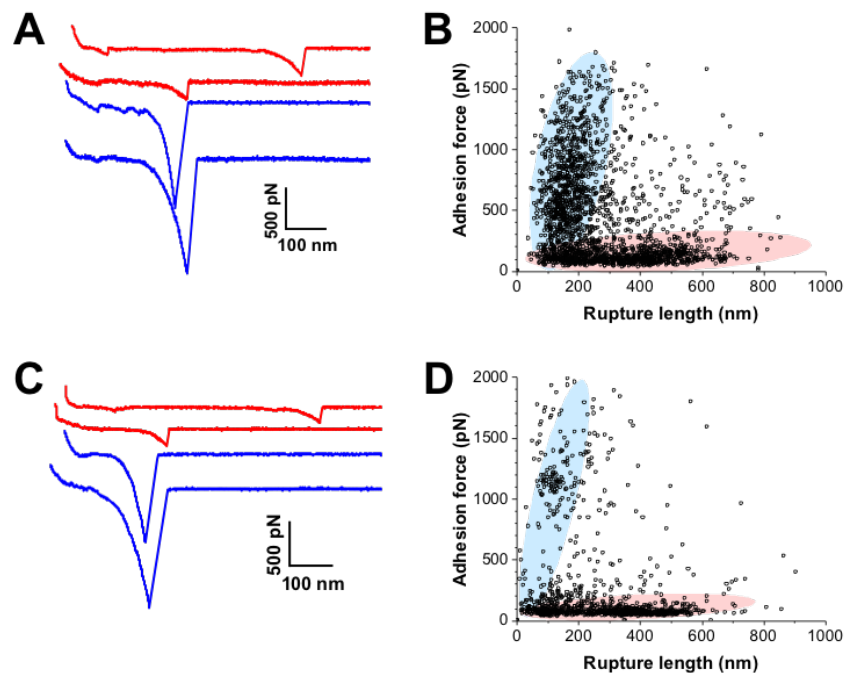 A
500 pN
100 nm
B
Adhesion force (pN)
2000
1500
1000
500
0
0 200 400 600 800 1000
Rupture length (nm)
C
500 pN
100 nm
D
Adhesion force (pN)
2000
1500
1000
500
0
0 200 400 600 800 1000
Rupture length (nm)